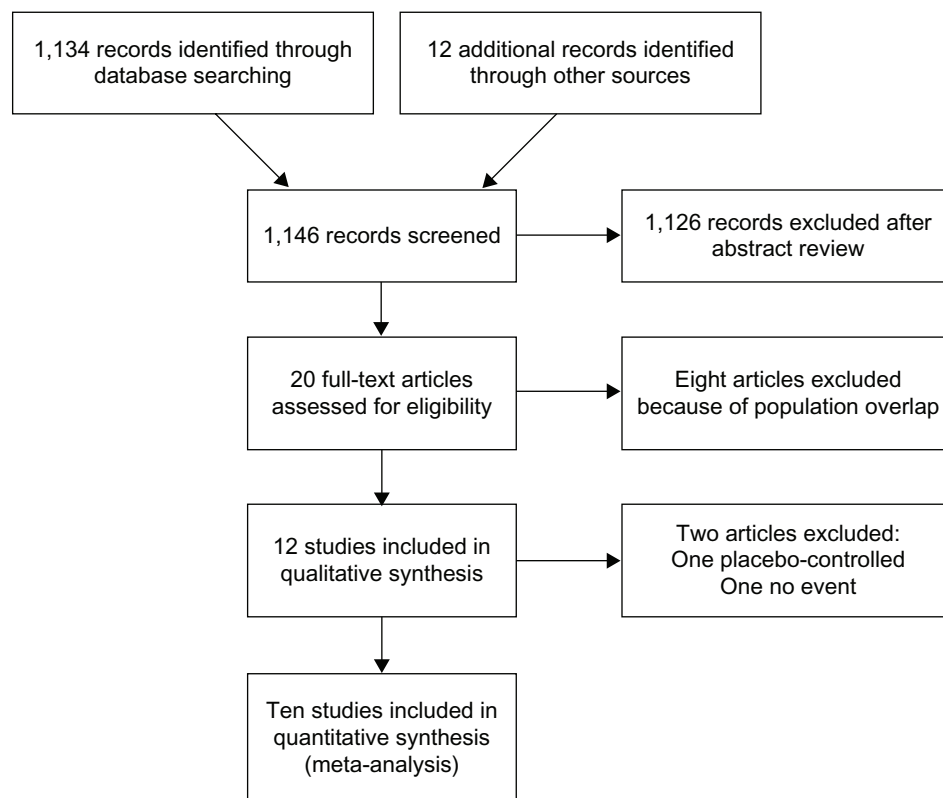 1,134 records identified through
database searching
12 additional records identified
through other sources
1,146 records screened
1,126 records excluded after
abstract review
20 full-text articles
assessed for eligibility
Eight articles excluded
because of population overlap
12 studies included in
qualitative synthesis
Two articles excluded:
One placebo-controlled
One no event
Ten studies included in
quantitative synthesis
(meta-analysis)